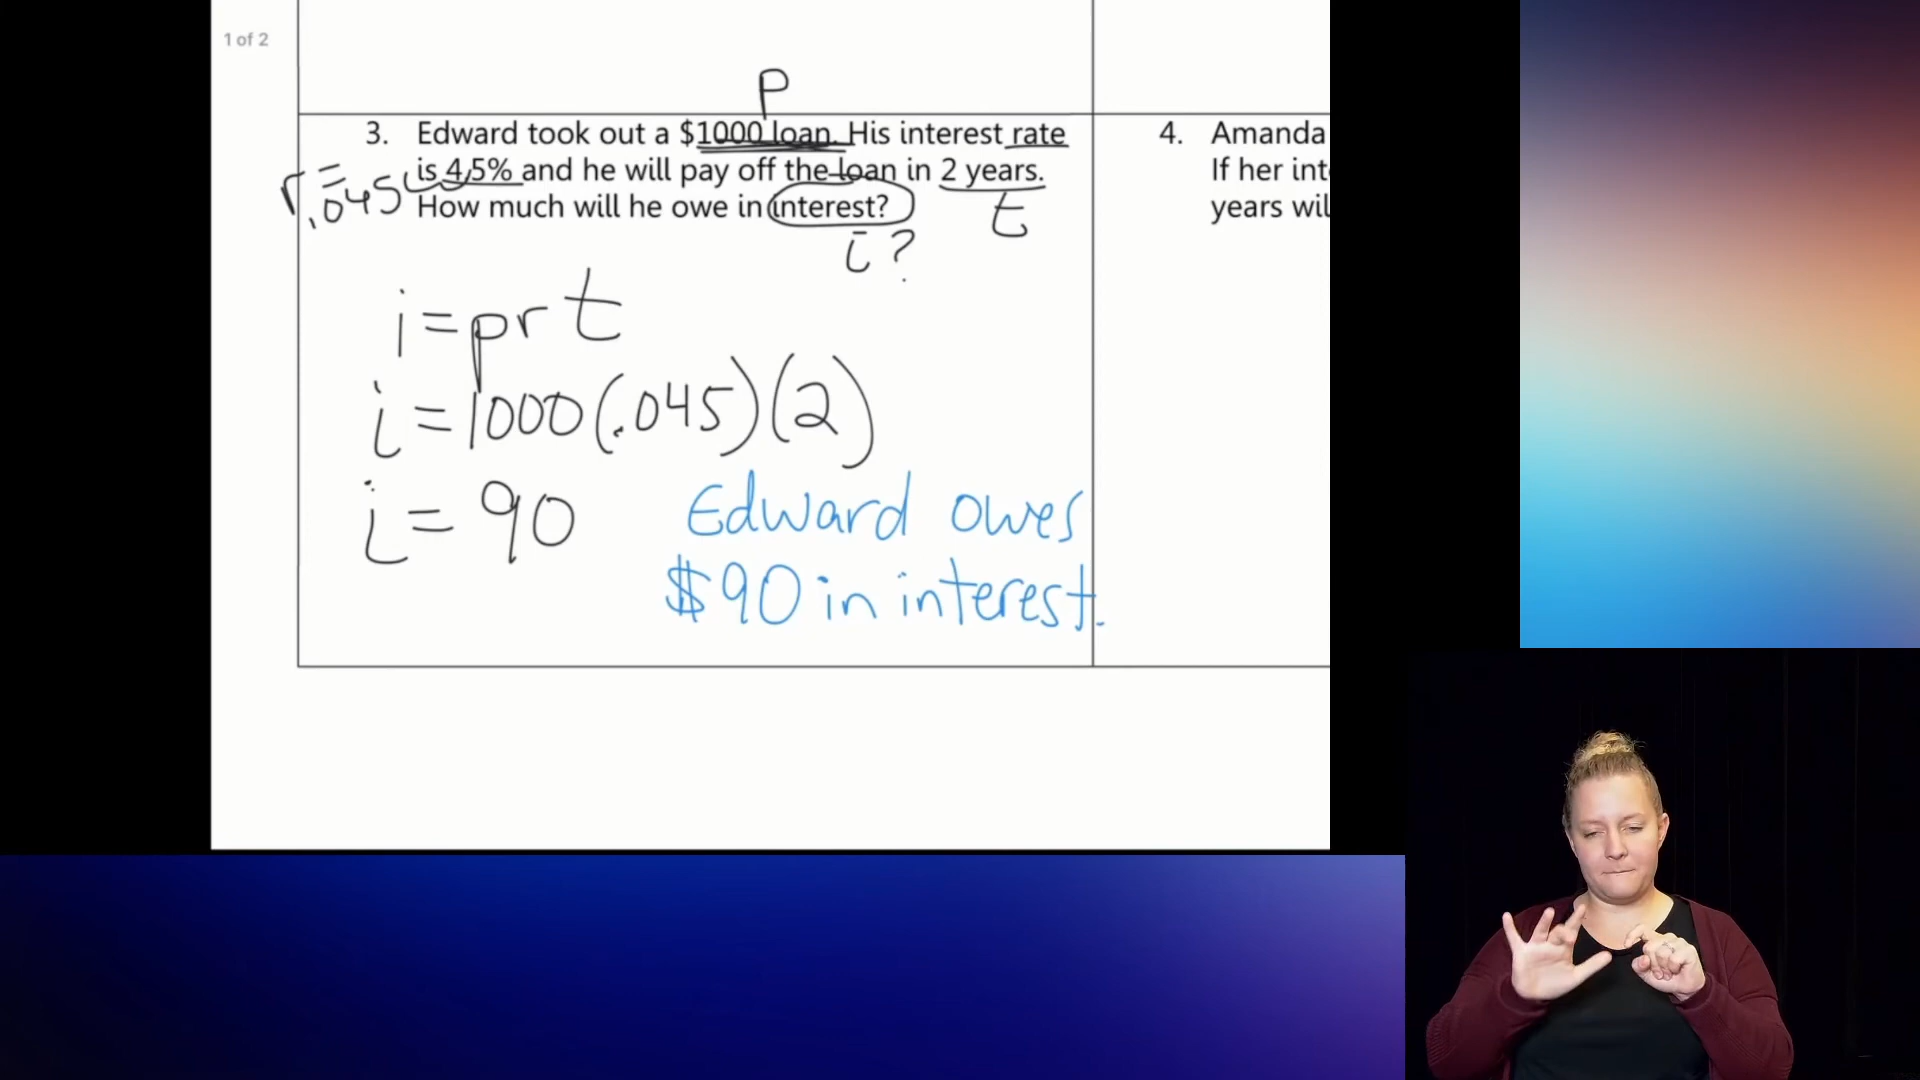 1 of 2
P
3. Edward took out a $1000 loan. His interest rate
is 4.5% and he will pay off the loan in 2 years.
How much will he owe in interest?
r =
.045
t
i ?
i = prt
i = 1000(.045)(2)
i = 90
Edward owes
$90 in interest.
4. Amanda
If her int
years wil